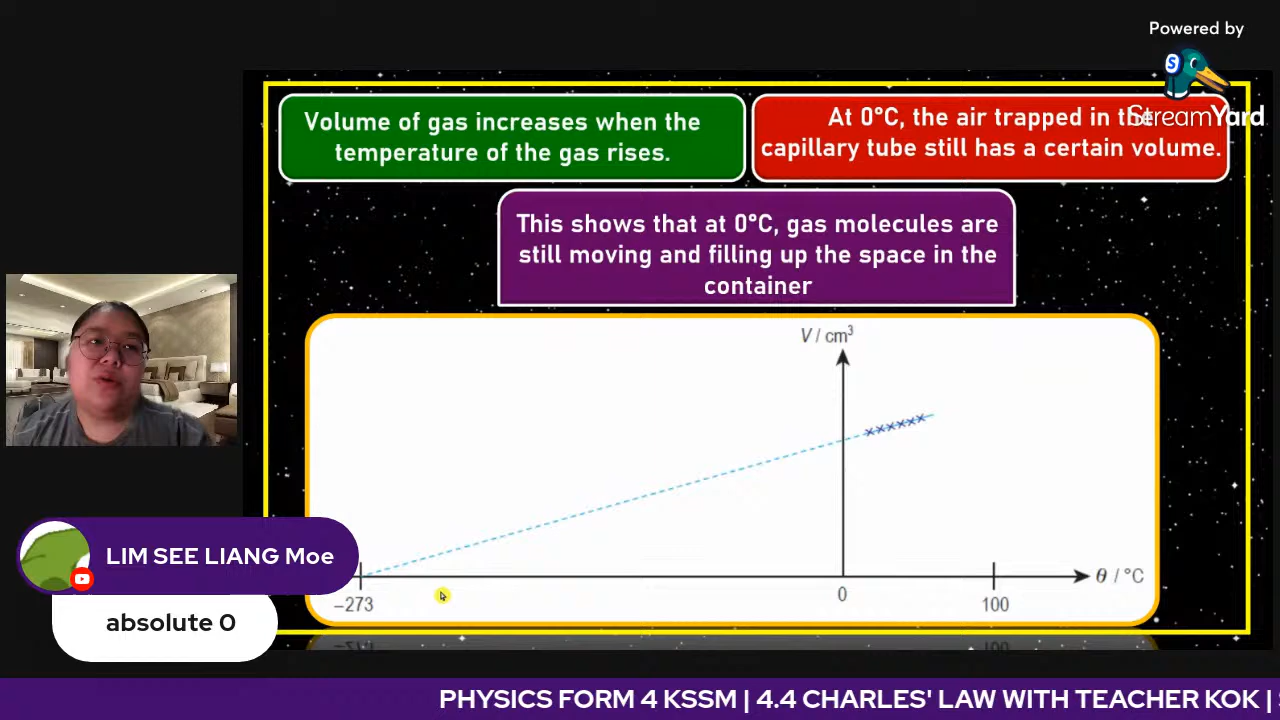 Powered by
StreamYard
Volume of gas increases when the
temperature of the gas rises.
At 0°C, the air trapped in the
capillary tube still has a certain volume.
This shows that at 0°C, gas molecules are
still moving and filling up the space in the
container
V / cm³
θ / °C
−273
0
100
LIM SEE LIANG Moe
absolute 0
PHYSICS FORM 4 KSSM | 4.4 CHARLES' LAW WITH TEACHER KOK |